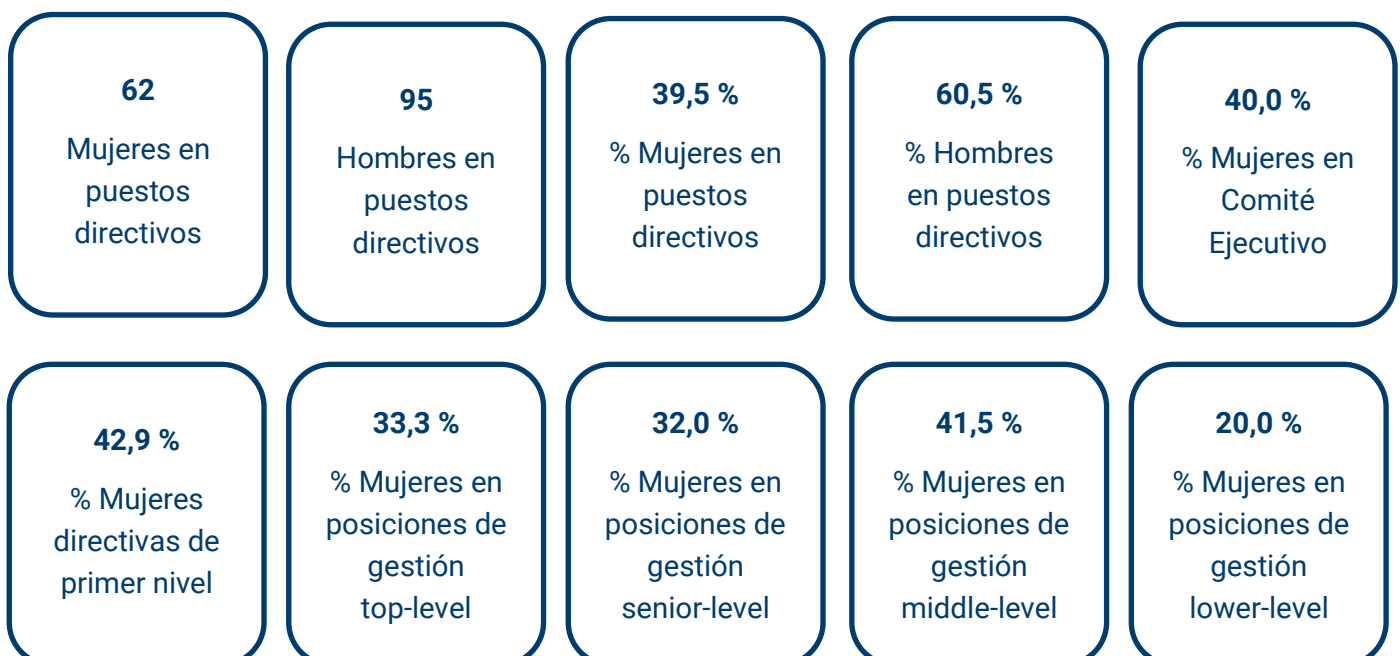 62
Mujeres en
puestos
directivos
95
Hombres en
puestos
directivos
39,5 %
% Mujeres en
puestos
directivos
60,5 %
% Hombres
en puestos
directivos
40,0 %
% Mujeres en
Comité
Ejecutivo
42,9 %
% Mujeres
directivas de
primer nivel
33,3 %
% Mujeres en
posiciones de
gestión
top-level
32,0 %
% Mujeres en
posiciones de
gestión
senior-level
41,5 %
% Mujeres en
posiciones de
gestión
middle-level
20,0 %
% Mujeres en
posiciones de
gestión
lower-level